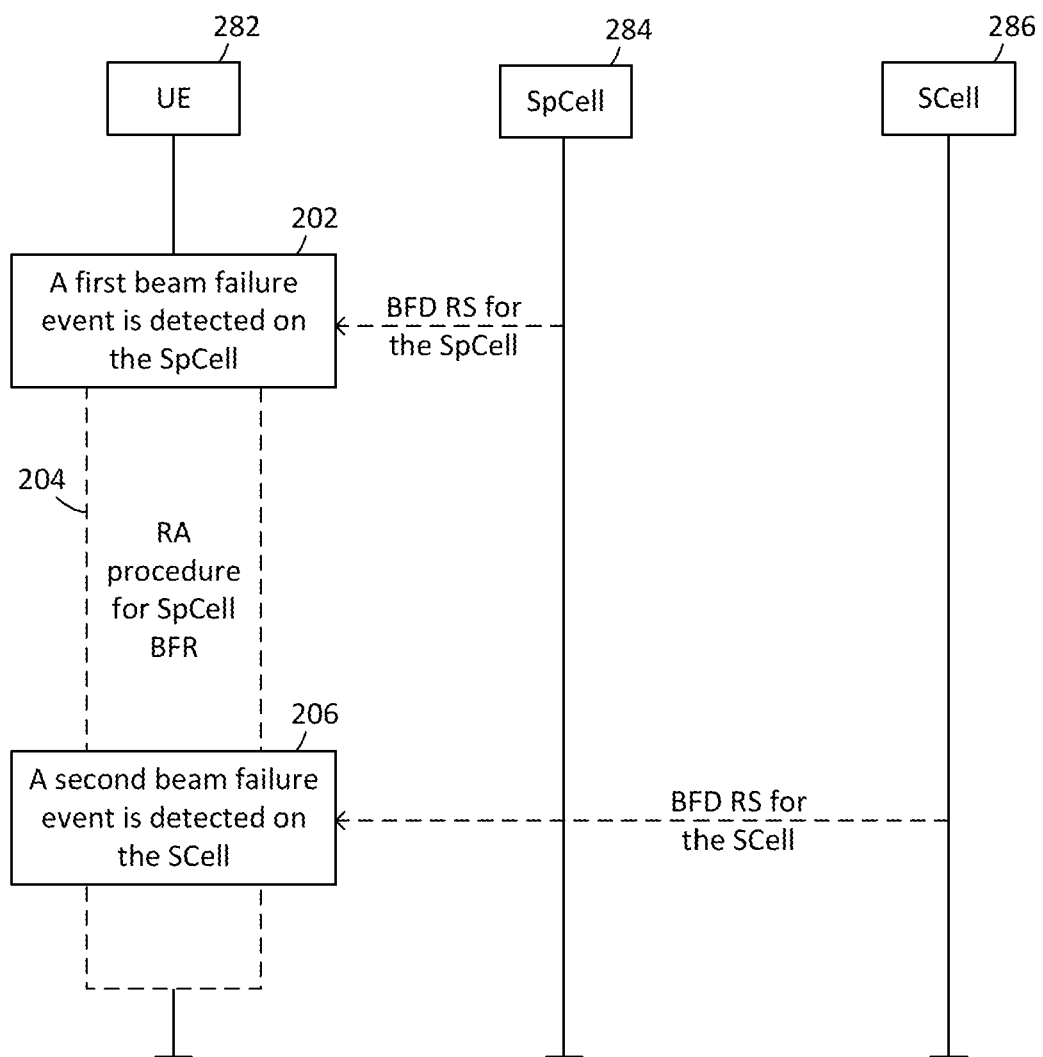 282
284
286
UE
SpCell
SCell
202
A first beam failure
event is detected on
the SpCell
BFD RS for
the SpCell
204
RA
procedure
for SpCell
BFR
206
A second beam failure
event is detected on
the SCell
BFD RS for
the SCell